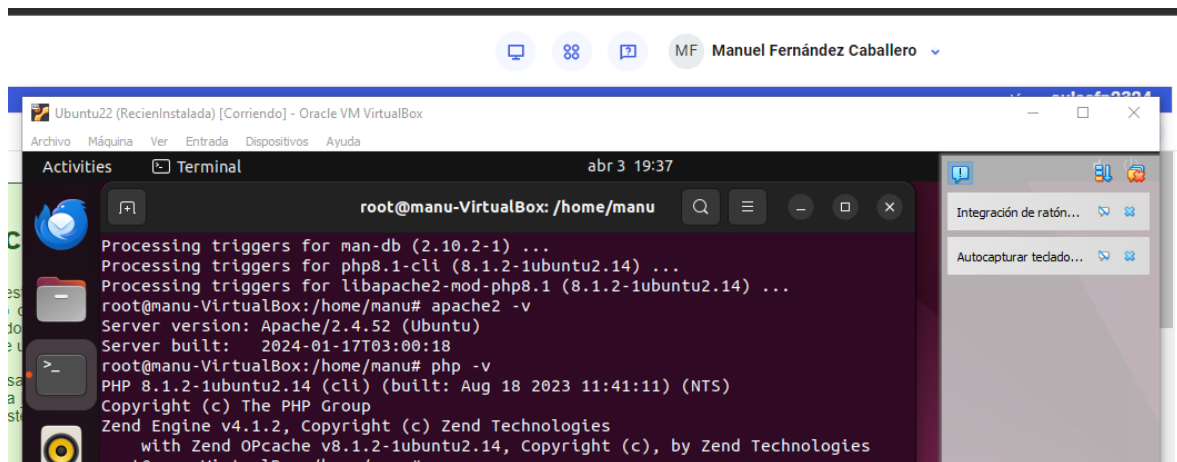 MF Manuel Fernández Caballero
Ubuntu22 (RecienInstalada) [Corriendo] - Oracle VM VirtualBox
Archivo Máquina Ver Entrada Dispositivos Ayuda
Activities Terminal abr 3 19:37
root@manu-VirtualBox: /home/manu
Integración de ratón...
Autocapturar teclado...
Processing triggers for man-db (2.10.2-1) ...
Processing triggers for php8.1-cli (8.1.2-1ubuntu2.14) ...
Processing triggers for libapache2-mod-php8.1 (8.1.2-1ubuntu2.14) ...
root@manu-VirtualBox:/home/manu# apache2 -v
Server version: Apache/2.4.52 (Ubuntu)
Server built:   2024-01-17T03:00:18
root@manu-VirtualBox:/home/manu# php -v
PHP 8.1.2-1ubuntu2.14 (cli) (built: Aug 18 2023 11:41:11) (NTS)
Copyright (c) The PHP Group
Zend Engine v4.1.2, Copyright (c) Zend Technologies
    with Zend OPcache v8.1.2-1ubuntu2.14, Copyright (c), by Zend Technologies